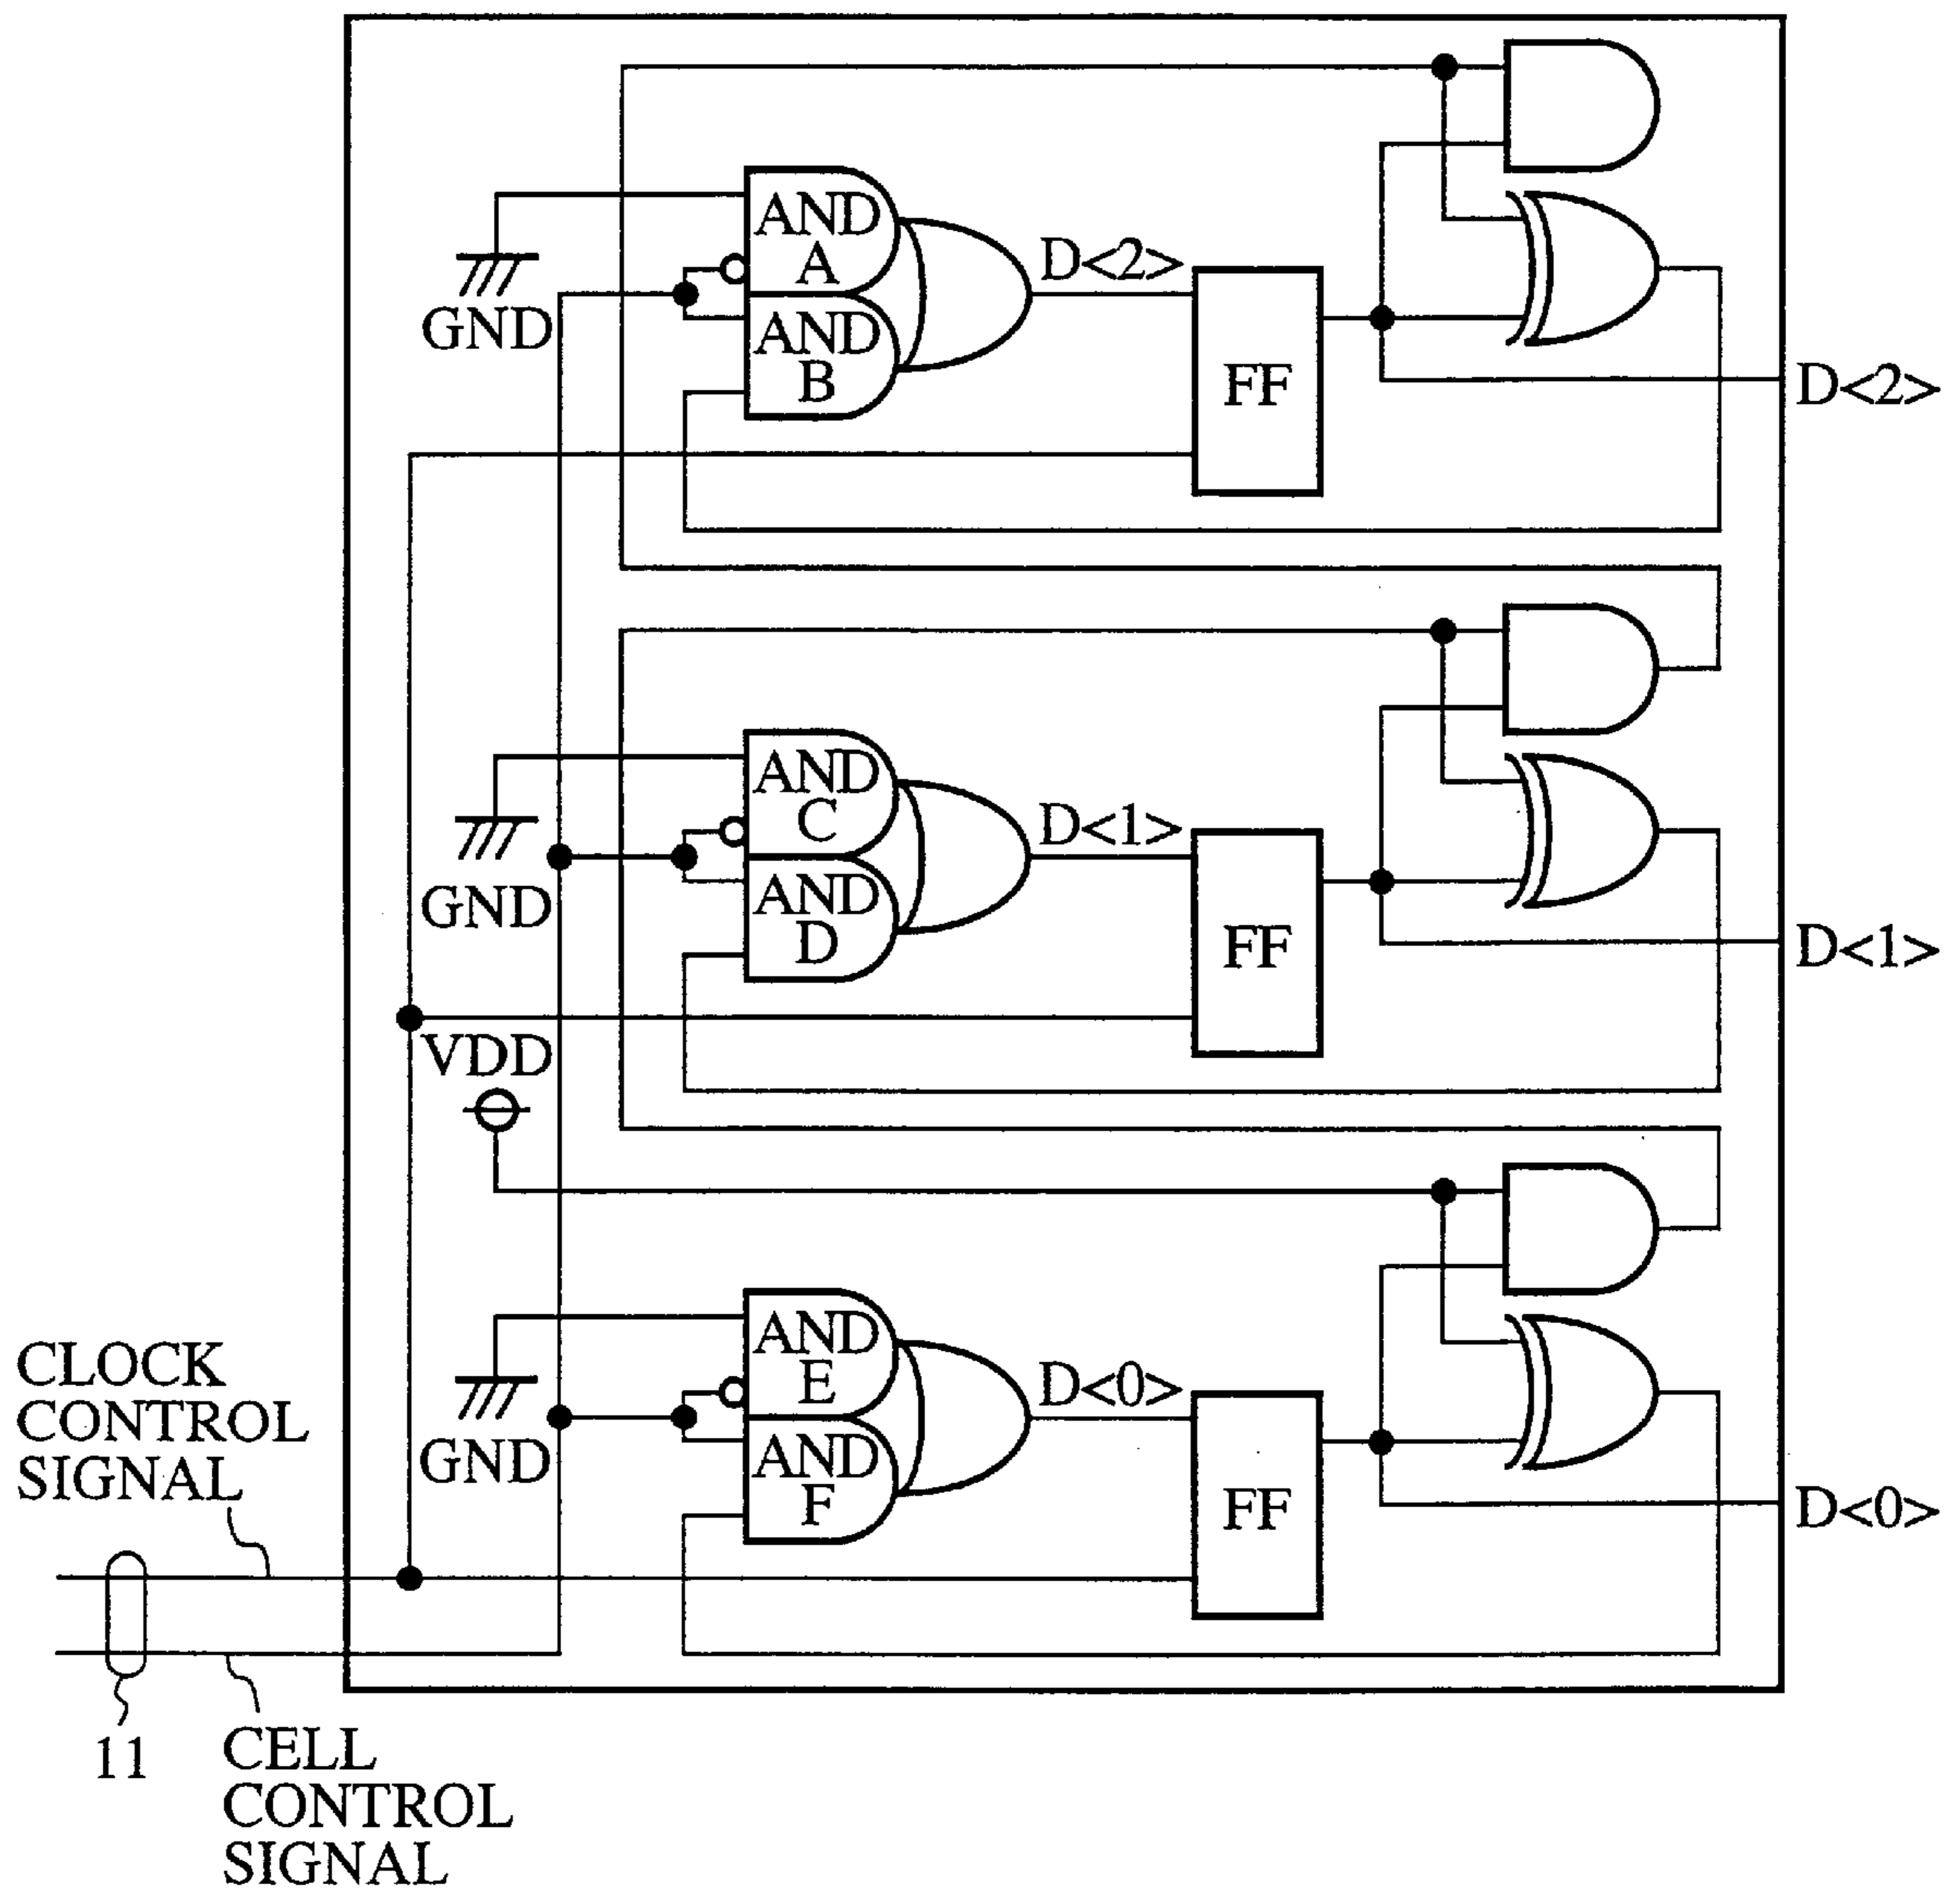 AND
A
AND
B
GND
D<2>
FF
D<2>
AND
C
AND
D
GND
D<1>
FF
D<1>
VDD
AND
E
AND
F
GND
D<0>
FF
D<0>
CLOCK
CONTROL
SIGNAL
11
CELL
CONTROL
SIGNAL